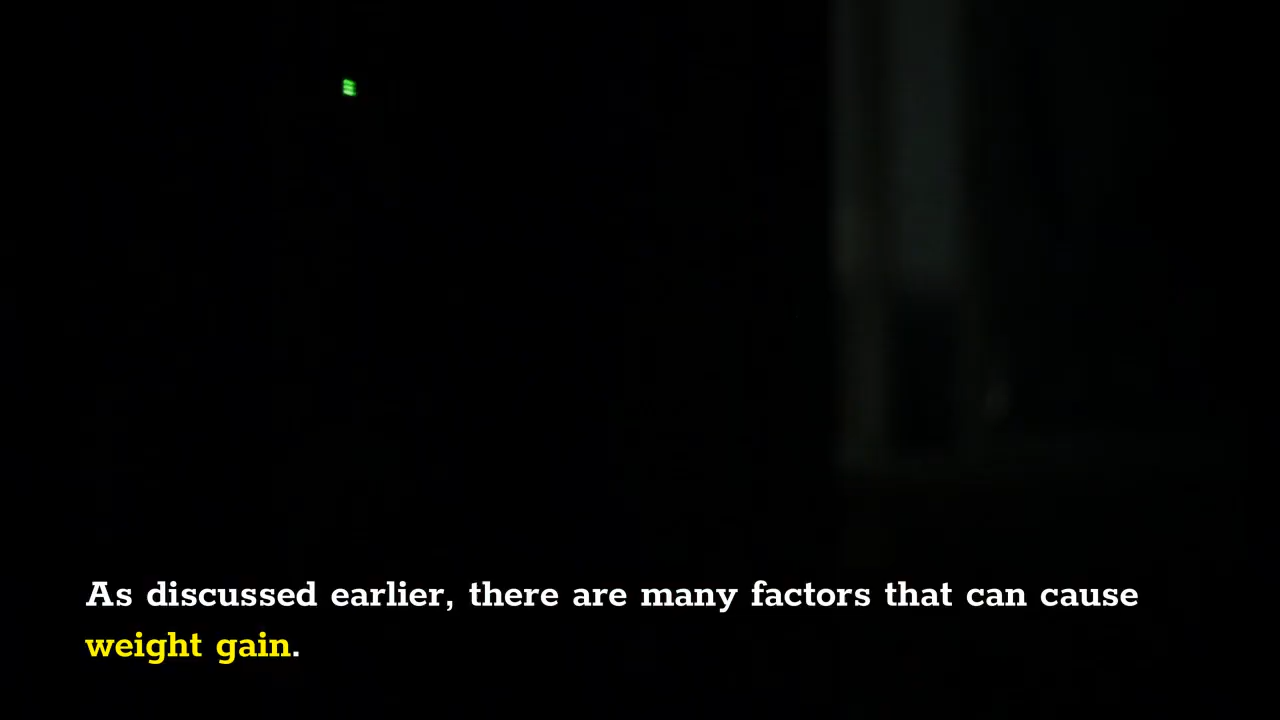 As discussed earlier, there are many factors that can cause
weight gain.